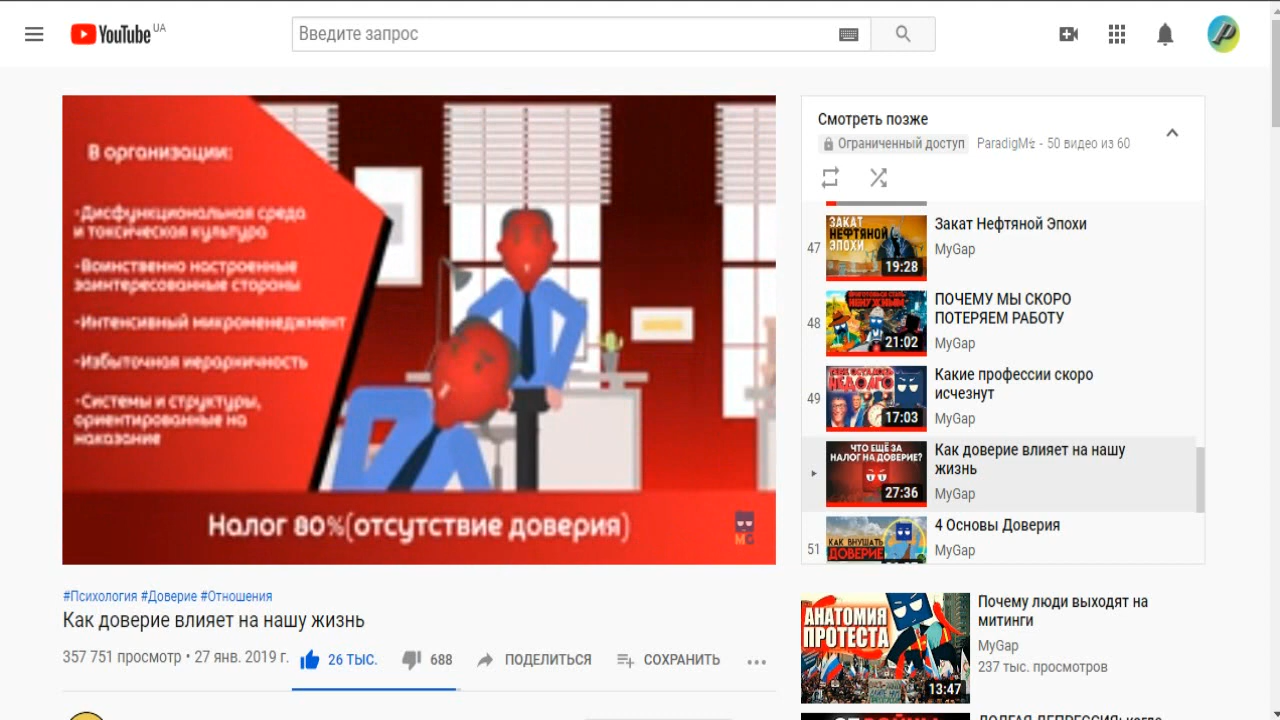 YouTube UA
Введите запрос
В организации:
-Дисфункциональная среда
и токсическая культура
-Воинственно настроенные
заинтересованные стороны
-Интенсивный микроменеджмент
-Избыточная иерархичность
-Системы и структуры,
ориентированные на
наказание
Налог 80%(отсутствие доверия)
MG
#Психология #Доверие #Отношения
Как доверие влияет на нашу жизнь
357 751 просмотр • 27 янв. 2019 г.
26 ТЫС.
688
ПОДЕЛИТЬСЯ
СОХРАНИТЬ
Смотреть позже
Ограниченный доступ
- 50 видео из 60
47
ЗАКАТ
НЕФТЯНОЙ
ЭПОХИ
19:28
Закат Нефтяной Эпохи
MyGap
48
НЕНУЖНЫМ
21:02
ПОЧЕМУ МЫ СКОРО
ПОТЕРЯЕМ РАБОТУ
MyGap
49
НЕДОЛГО
17:03
Какие профессии скоро
исчезнут
MyGap
ЧТО ЕЩЁ ЗА
НАЛОГ НА ДОВЕРИЕ?
27:36
Как доверие влияет на нашу
жизнь
MyGap
51
КАК ВНУШАТЬ
ДОВЕРИЕ
4 Основы Доверия
MyGap
АНАТОМИЯ
ПРОТЕСТА
13:47
Почему люди выходят на
митинги
MyGap
237 тыс. просмотров